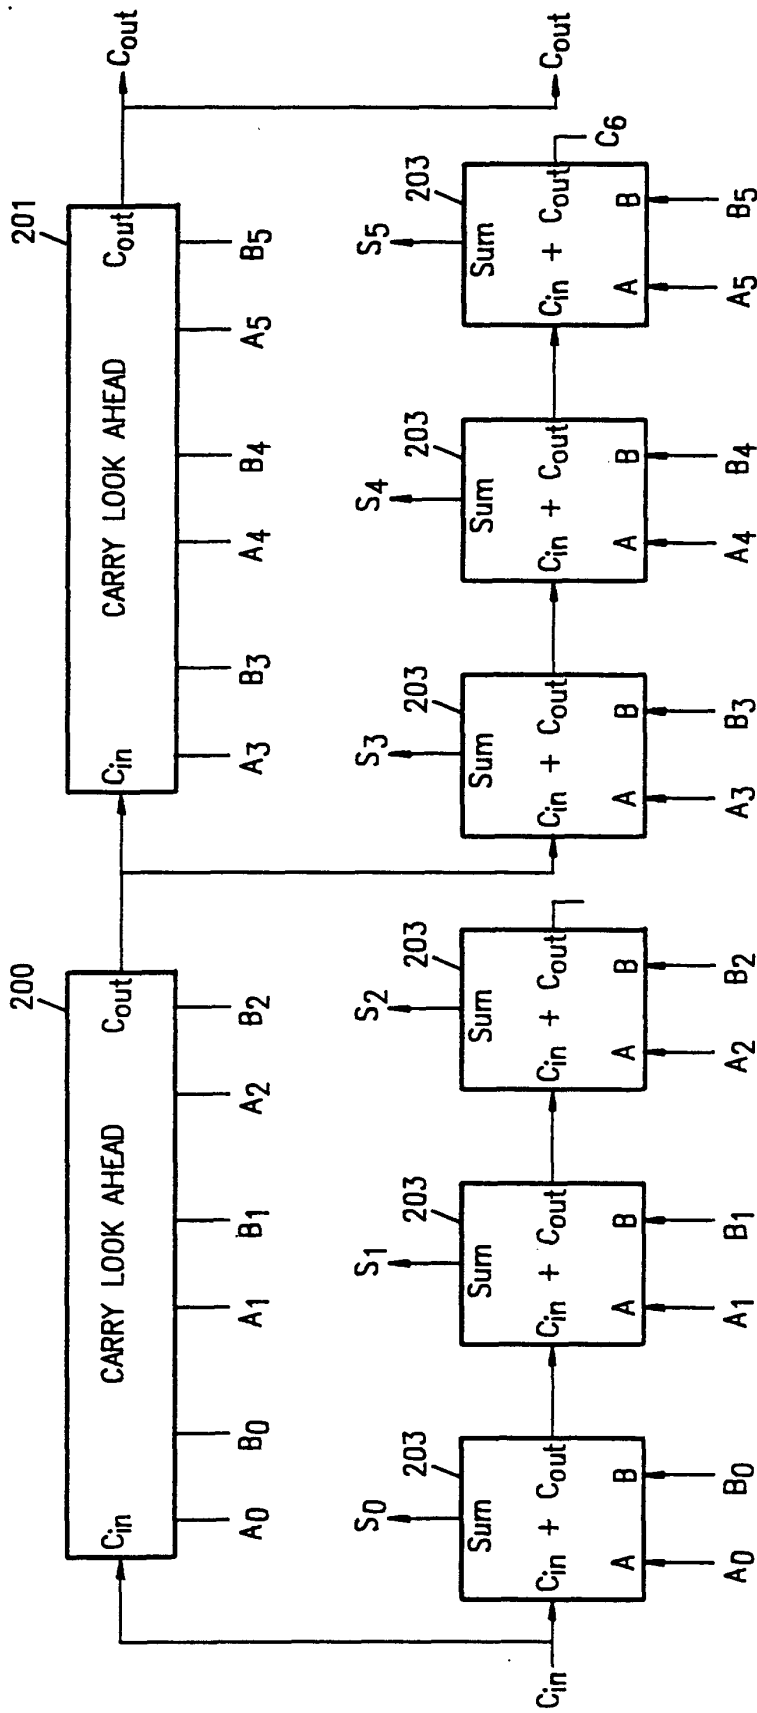 200 201
Cin CARRY LOOK AHEAD Cout Cin CARRY LOOK AHEAD Cout Cout
A0 B0 A1 B1 A2 B2 A3 B3 A4 B4 A5 B5
S0 203 S1 203 S2 203 S3 203 S4 203 S5 203
Sum Sum Sum Sum Sum Sum
Cin Cin + Cout Cin + Cout Cin + Cout Cin + Cout Cin + Cout Cin + Cout C6 Cout
A B A B A B A B A B A B
A0 B0 A1 B1 A2 B2 A3 B3 A4 B4 A5 B5